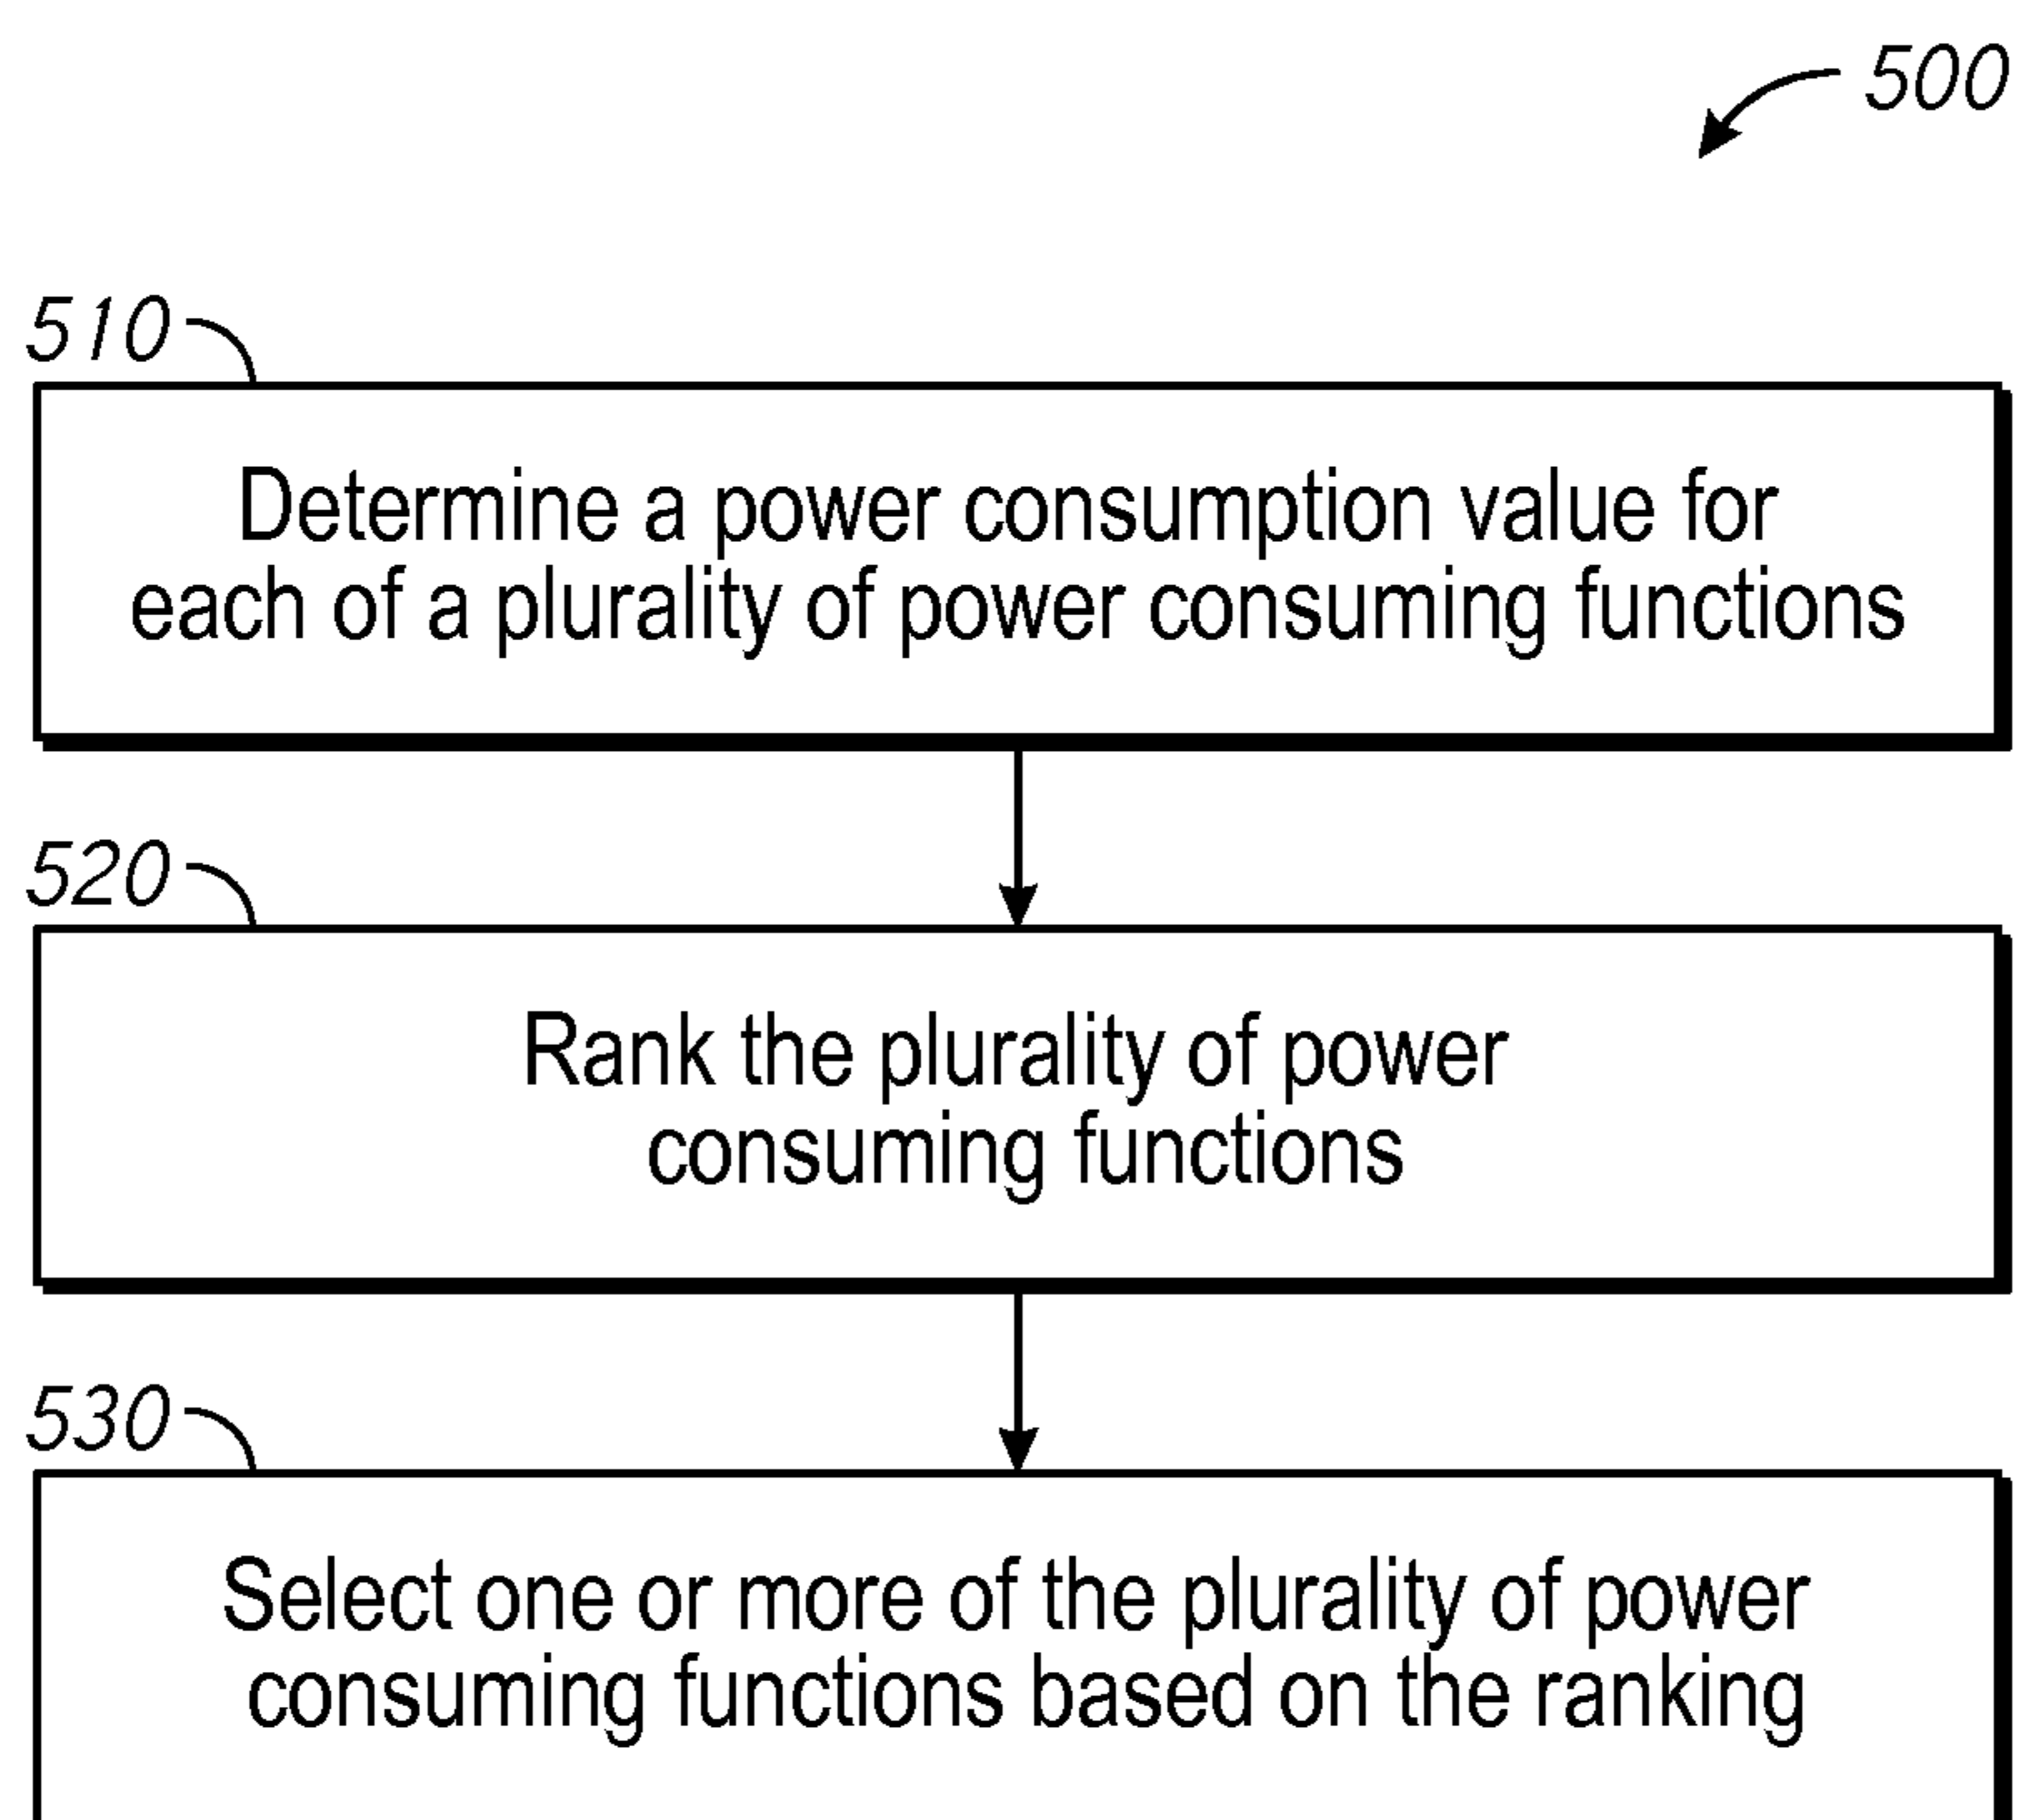 500
510
Determine a power consumption value for
each of a plurality of power consuming functions
520
Rank the plurality of power
consuming functions
530
Select one or more of the plurality of power
consuming functions based on the ranking